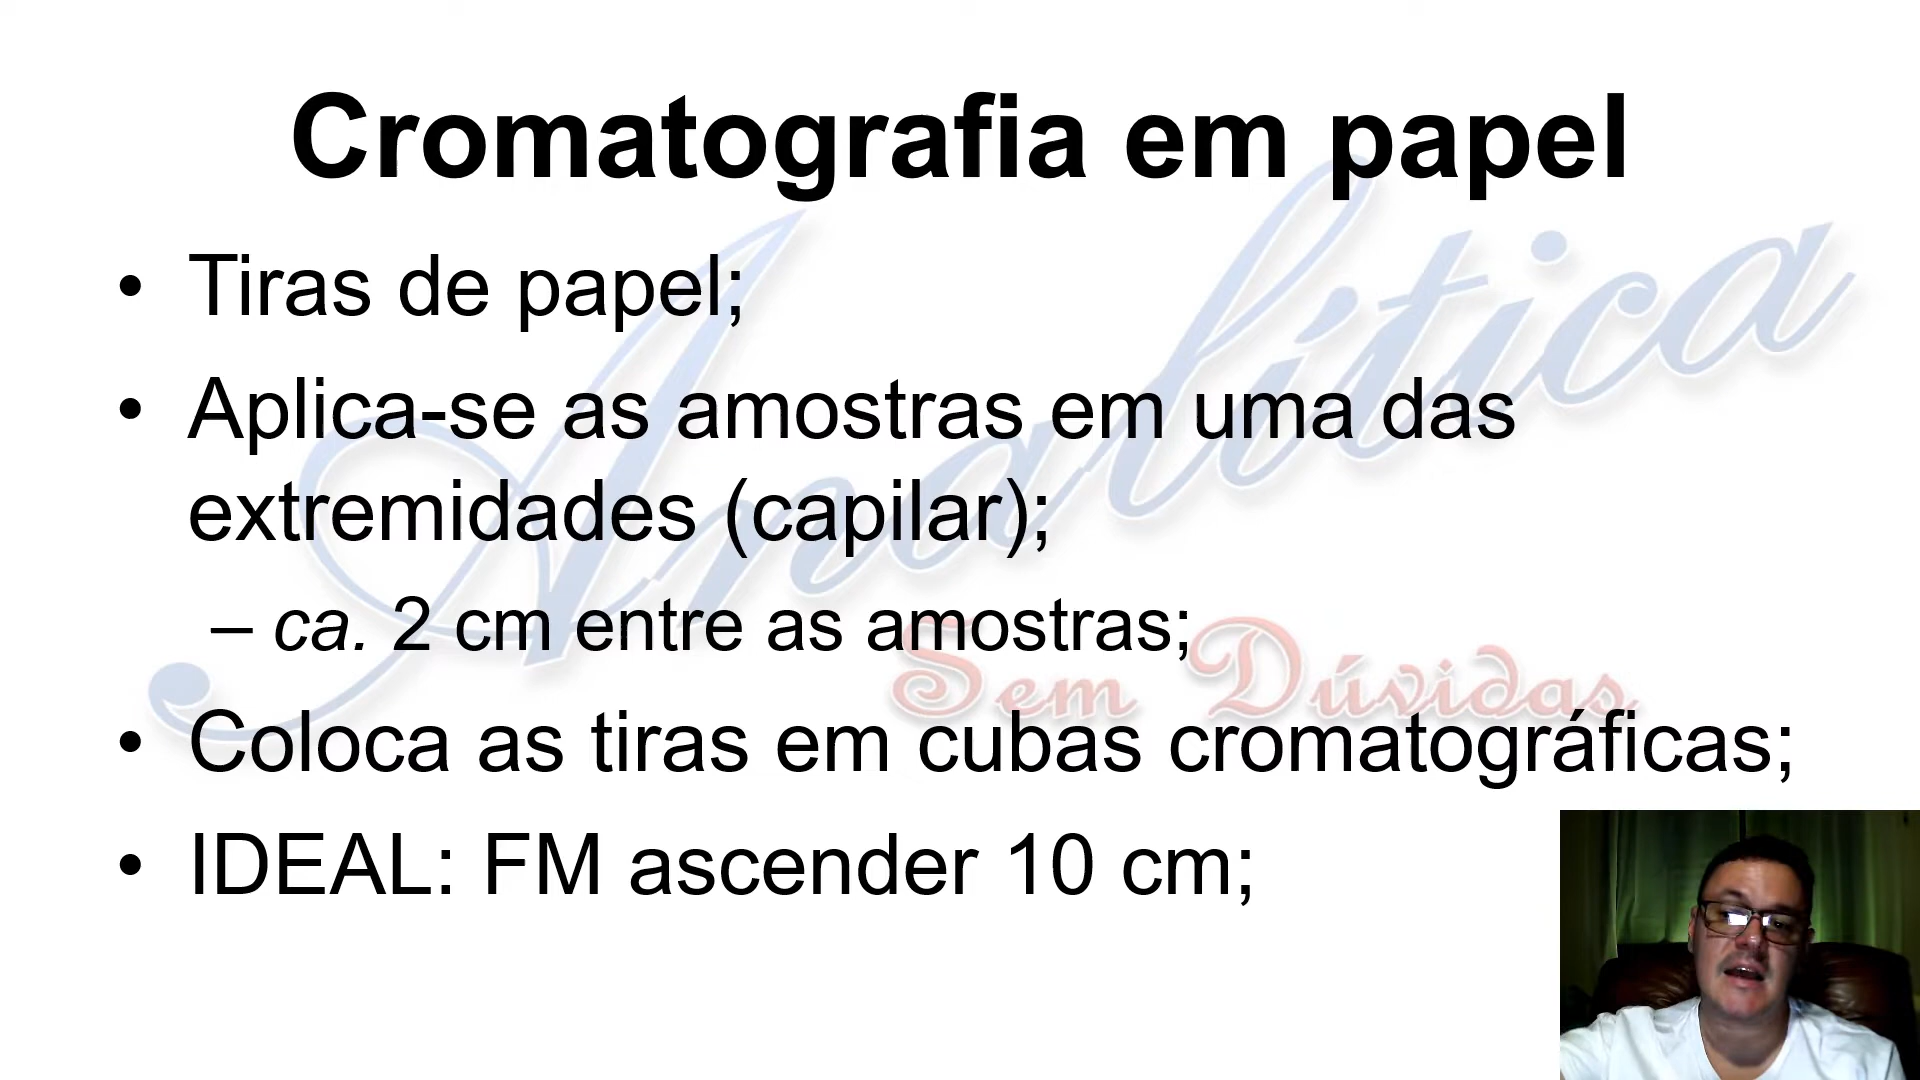 Cromatografia em papel
• Tiras de papel;
• Aplica-se as amostras em uma das
extremidades (capilar);
– ca. 2 cm entre as amostras;
• Coloca as tiras em cubas cromatográficas;
• IDEAL: FM ascender 10 cm;
Analítica
Sem Dúvidas